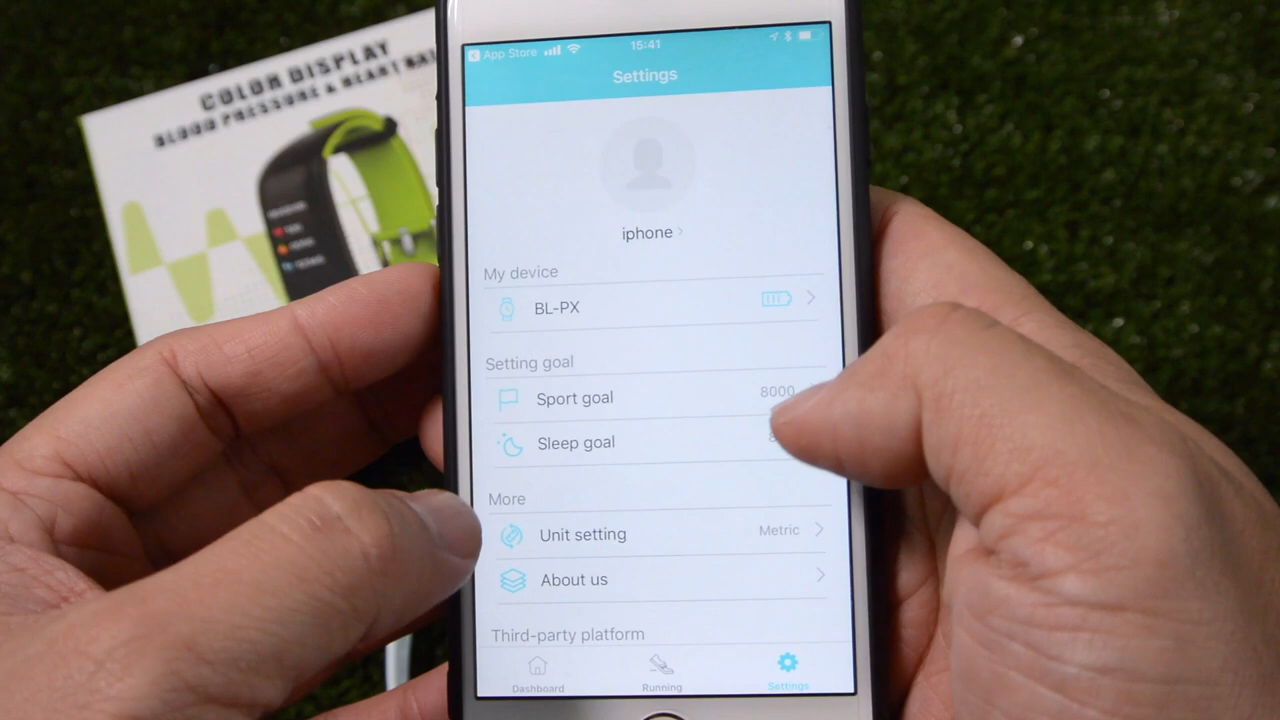 COLOR DISPLAY
BLOOD PRESSURE & HEART
App Store 15:41
Settings
iphone
My device
BL-PX
Setting goal
Sport goal 8000
Sleep goal
More
Unit setting Metric
About us
Third-party platform
Dashboard Running Settings